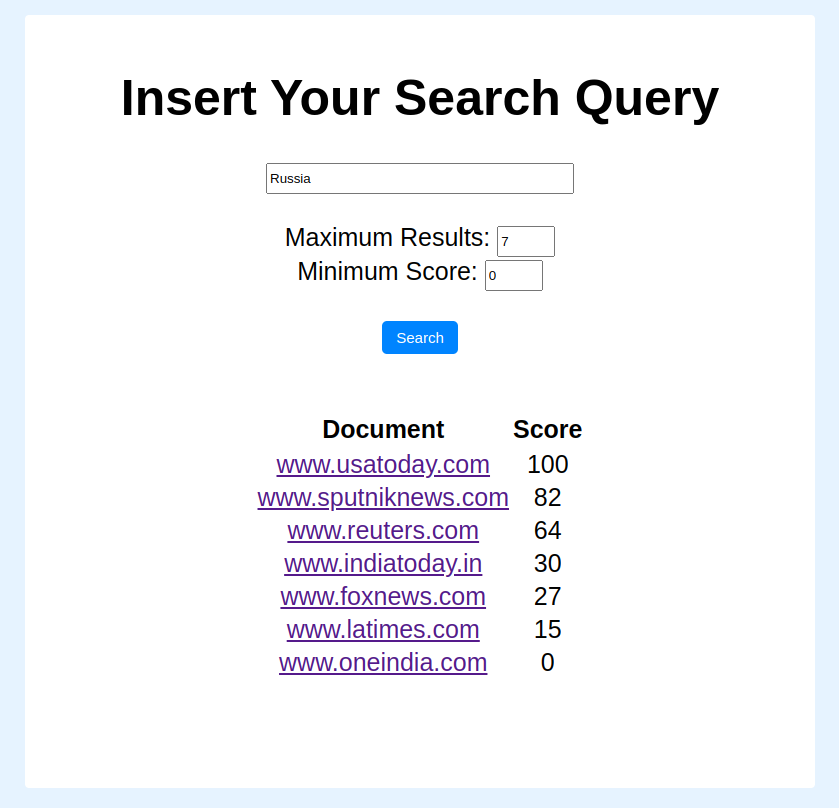 Insert Your Search Query
Russia
Maximum Results: 7
Minimum Score: 0
Search
Document Score
www.usatoday.com 100
www.sputniknews.com 82
www.reuters.com 64
www.indiatoday.in 30
www.foxnews.com 27
www.latimes.com 15
www.oneindia.com 0